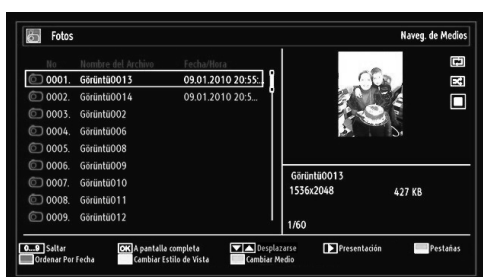 Fotos
Naveg. de Medios
No Nombre del Archivo Fecha/Hora
0001. Görüntü0013 09.01.2010 20:55:.
0002. Görüntü0014 09.01.2010 20:5...
0003. Görüntü002
0004. Görüntü006
0005. Görüntü008
0006. Görüntü009
0007. Görüntü010
0008. Görüntü011
0009. Görüntü012
Görüntü0013
1536x2048 427 KB
1/60
0...9 Saltar OK A pantalla completa Desplazarse Presentación Pestañas
Ordenar Por Fecha Cambiar Estilo de Vista Cambiar Medio